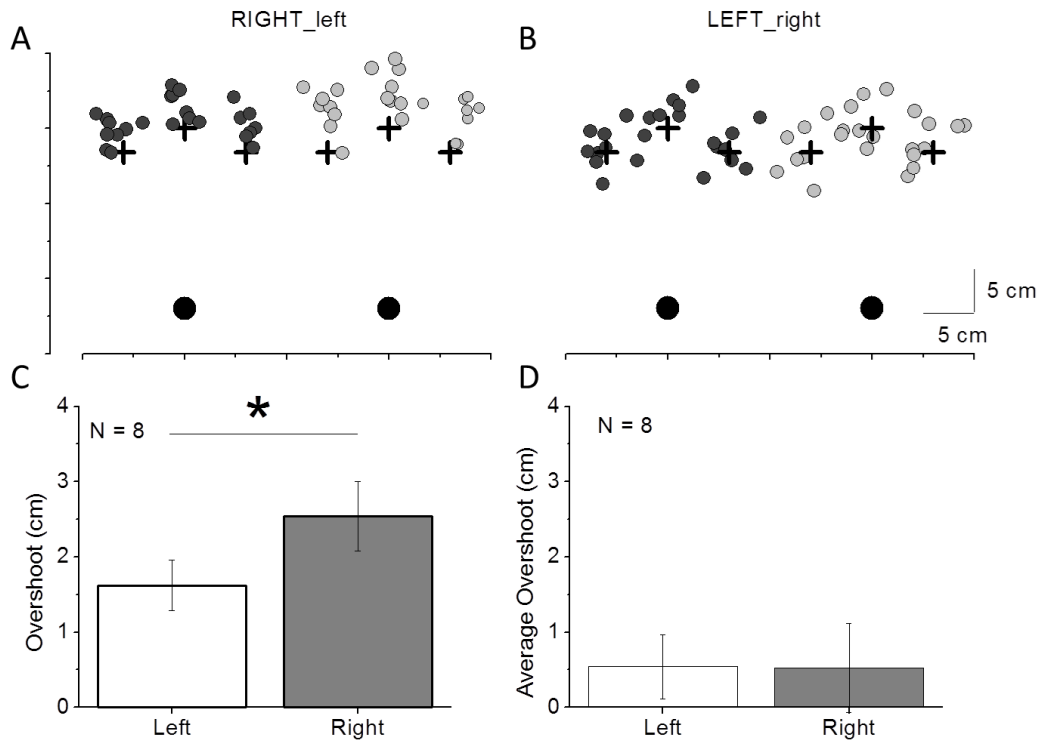 A
RIGHT_left
B
LEFT_right
5 cm
5 cm
C
4
3
2
1
0
Overshoot (cm)
N = 8
*
Left
Right
D
4
3
2
1
0
Average Overshoot (cm)
N = 8
Left
Right